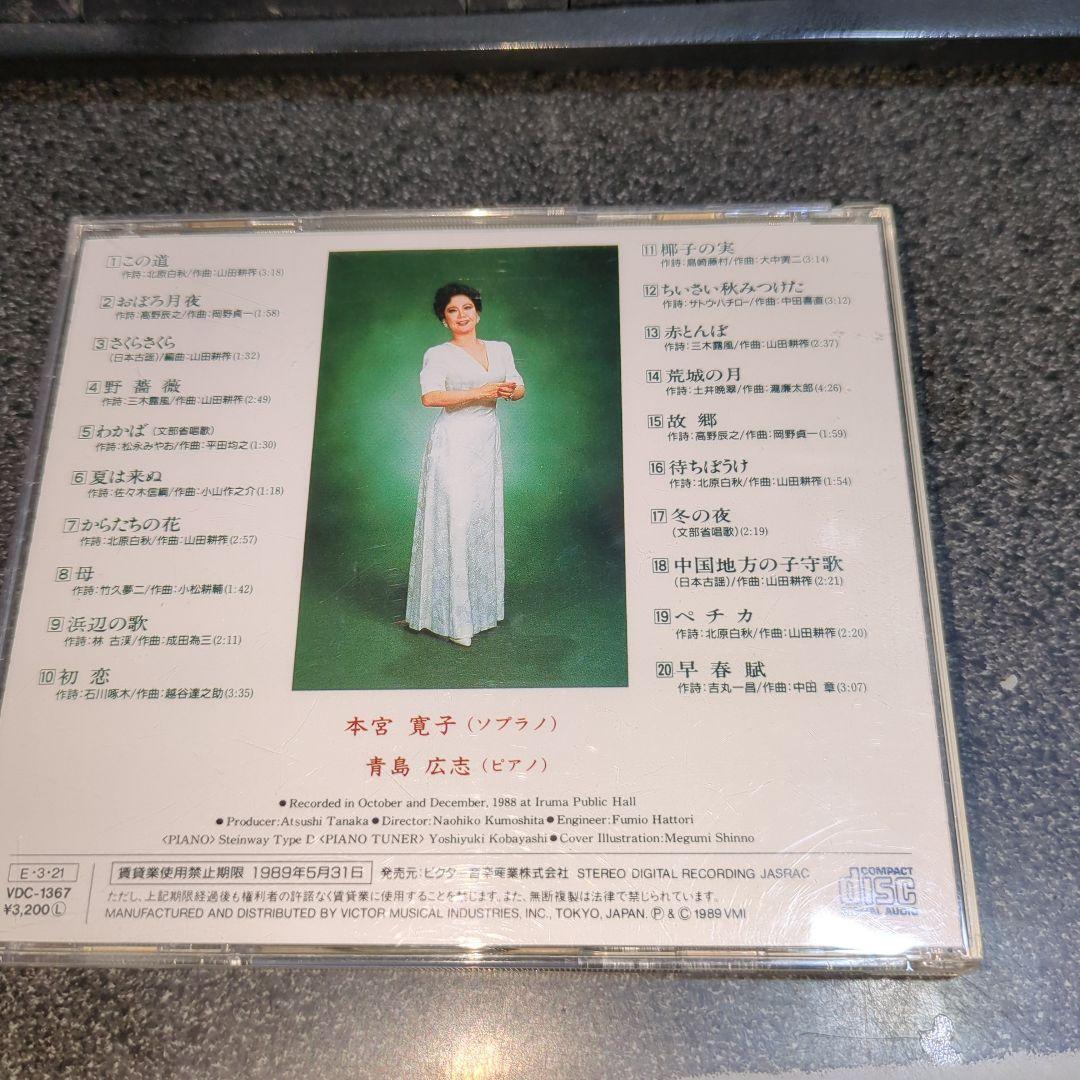 1 この道
作詩:北原白秋/作曲:山田耕筰(3:18)
2 おぼろ月夜
作詩:高野辰之/作曲:岡野貞一(1:58)
3 さくらさくら
(日本古謡)/編曲:山田耕筰(1:32)
4 野薔薇
作詩:三木露風/作曲:山田耕筰(2:49)
5 わかば(文部省唱歌)
作詩:松永みやお/作曲:平田均之(1:30)
6 夏は来ぬ
作詩:佐々木信綱/作曲:小山作之介(1:18)
7 からたちの花
作詩:北原白秋/作曲:山田耕筰(2:57)
8 母
作詩:竹久夢二/作曲:小松耕輔(1:42)
9 浜辺の歌
作詩:林 古渓/作曲:成田為三(2:11)
10 初恋
作詩:石川啄木/作曲:越谷達之助(3:35)
11 椰子の実
作詩:島崎藤村/作曲:大中寅二(3:14)
12 ちいさい秋みつけた
作詩:サトウ・ハチロー/作曲:中田喜直(3:12)
13 赤とんぼ
作詩:三木露風/作曲:山田耕筰(2:37)
14 荒城の月
作詩:土井晩翠/作曲:瀧廉太郎(4:26)
15 故郷
作詩:高野辰之/作曲:岡野貞一(1:59)
16 待ちぼうけ
作詩:北原白秋/作曲:山田耕筰(1:54)
17 冬の夜
(文部省唱歌)(2:19)
18 中国地方の子守歌
(日本古謡)/作曲:山田耕筰(2:21)
19 ペチカ
作詩:北原白秋/作曲:山田耕筰(2:20)
20 早春賦
作詩:吉丸一昌/作曲:中田 章(3:07)
本宮 寛子(ソプラノ)
青島 広志(ピアノ)
●Recorded in October and December, 1988 at Iruma Public Hall
●Producer:Atsushi Tanaka●Director:Naohiko Kumoshita●Engineer:Fumio Hattori
〈PIANO〉Steinway Type D〈PIANO TUNER〉Yoshiyuki Kobayashi●Cover Illustration:Megumi Shinno
E・3・21
VDC-1367
¥3,200Ⓛ
賃貸業使用禁止期限 1989年5月31日 発売元:ビクター音楽産業株式会社 STEREO DIGITAL RECORDING JASRAC
ただし、上記期限経過後も権利者の許諾なく賃貸業に使用することを禁じます。また、無断複製は法律で禁じられています。
MANUFACTURED AND DISTRIBUTED BY VICTOR MUSICAL INDUSTRIES, INC., TOKYO, JAPAN. Ⓟ & © 1989 VMI
COMPACT
disc
DIGITAL AUDIO